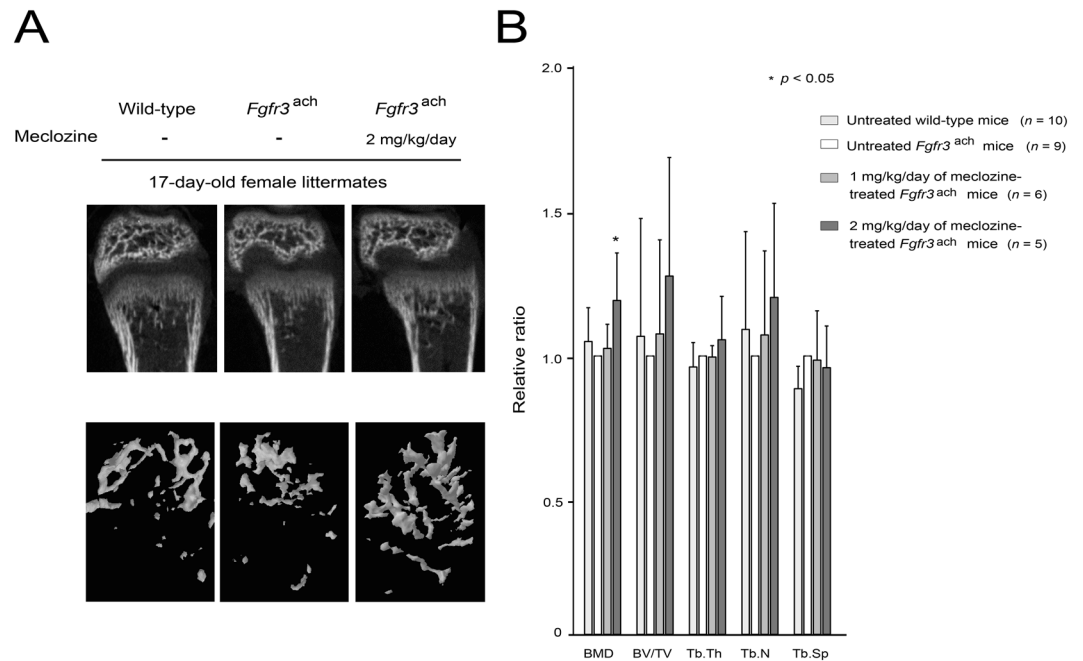 A
Wild-type Fgfr3 ach Fgfr3 ach
Meclozine - - 2 mg/kg/day
17-day-old female littermates
B
2.0
1.5
1.0
0.5
0
Relative ratio
* p < 0.05
Untreated wild-type mice (n = 10)
Untreated Fgfr3 ach mice (n = 9)
1 mg/kg/day of meclozine-
treated Fgfr3 ach mice (n = 6)
2 mg/kg/day of meclozine-
treated Fgfr3 ach mice (n = 5)
*
BMD BV/TV Tb.Th Tb.N Tb.Sp